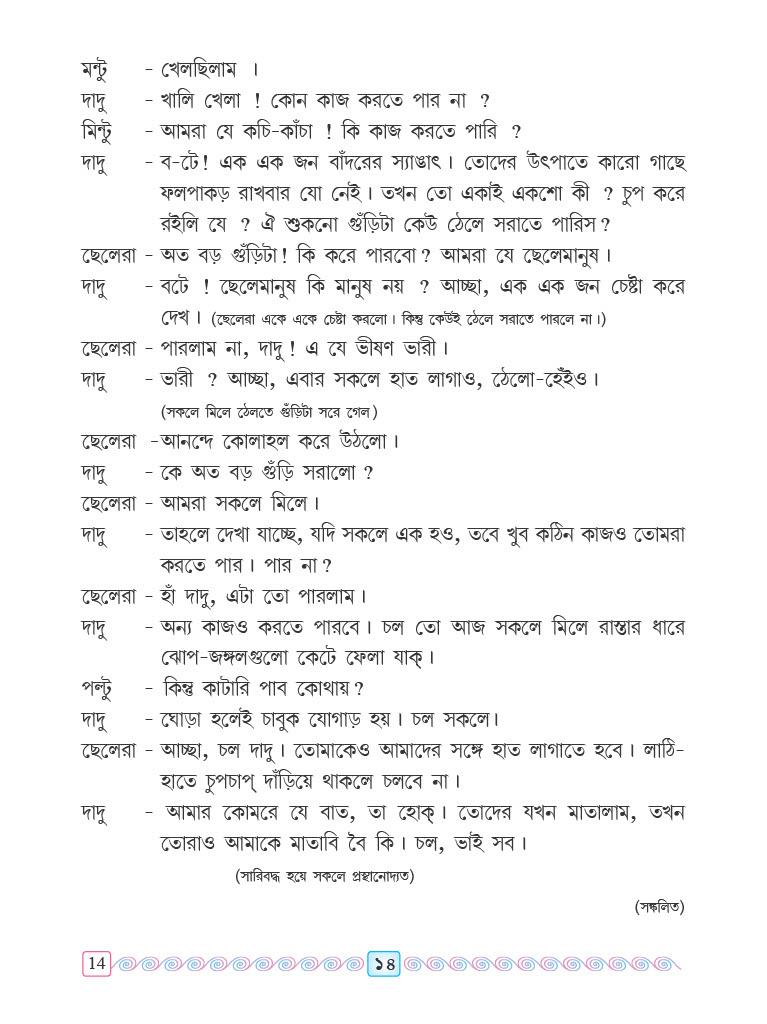 মন্টু - খেলছিলাম ।
দাদু - খালি খেলা ! কোন কাজ করতে পার না ?
মিন্টু - আমরা যে কচি-কাঁচা ! কি কাজ করতে পারি ?
দাদু - ব-টে! এক এক জন বাঁদরের স্যাঙাৎ। তোদের উৎপাতে কারো গাছে
ফলপাকড় রাখবার যো নেই। তখন তো একাই একশো কী ? চুপ করে
রইলি যে ? ঐ শুকনো গুঁড়িটা কেউ ঠেলে সরাতে পারিস?
ছেলেরা - অত বড় গুঁড়িটা! কি করে পারবো? আমরা যে ছেলেমানুষ।
দাদু - বটে ! ছেলেমানুষ কি মানুষ নয় ? আচ্ছা, এক এক জন চেষ্টা করে
দেখ। (ছেলেরা একে একে চেষ্টা করলো। কিন্তু কেউই ঠেলে সরাতে পারলে না।)
ছেলেরা - পারলাম না, দাদু! এ যে ভীষণ ভারী।
দাদু - ভারী ? আচ্ছা, এবার সকলে হাত লাগাও, ঠেলো-হেঁইও।
(সকলে মিলে ঠেলতে গুঁড়িটা সরে গেল)
ছেলেরা -আনন্দে কোলাহল করে উঠলো।
দাদু - কে অত বড় গুঁড়ি সরালো ?
ছেলেরা - আমরা সকলে মিলে।
দাদু - তাহলে দেখা যাচ্ছে, যদি সকলে এক হও, তবে খুব কঠিন কাজও তোমরা
করতে পার। পার না?
ছেলেরা - হাঁ দাদু, এটা তো পারলাম।
দাদু - অন্য কাজও করতে পারবে। চল তো আজ সকলে মিলে রাস্তার ধারে
ঝোপ-জঙ্গলগুলো কেটে ফেলা যাক্।
পল্টু - কিন্তু কাটারি পাব কোথায়?
দাদু - ঘোড়া হলেই চাবুক যোগাড় হয়। চল সকলে।
ছেলেরা - আচ্ছা, চল দাদু। তোমাকেও আমাদের সঙ্গে হাত লাগাতে হবে। লাঠি-
হাতে চুপচাপ্ দাঁড়িয়ে থাকলে চলবে না।
দাদু - আমার কোমরে যে বাত, তা হোক্। তোদের যখন মাতালাম, তখন
তোরাও আমাকে মাতাবি বৈ কি। চল, ভাই সব।
(সারিবদ্ধ হয়ে সকলে প্রস্থানোদ্যত)
(সঙ্কলিত)
14 ১৪